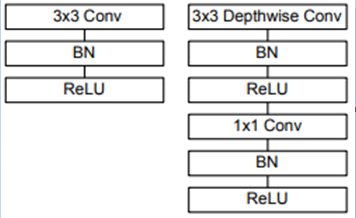 3x3 Conv
BN
ReLU
3x3 Depthwise Conv
BN
ReLU
1x1 Conv
BN
ReLU